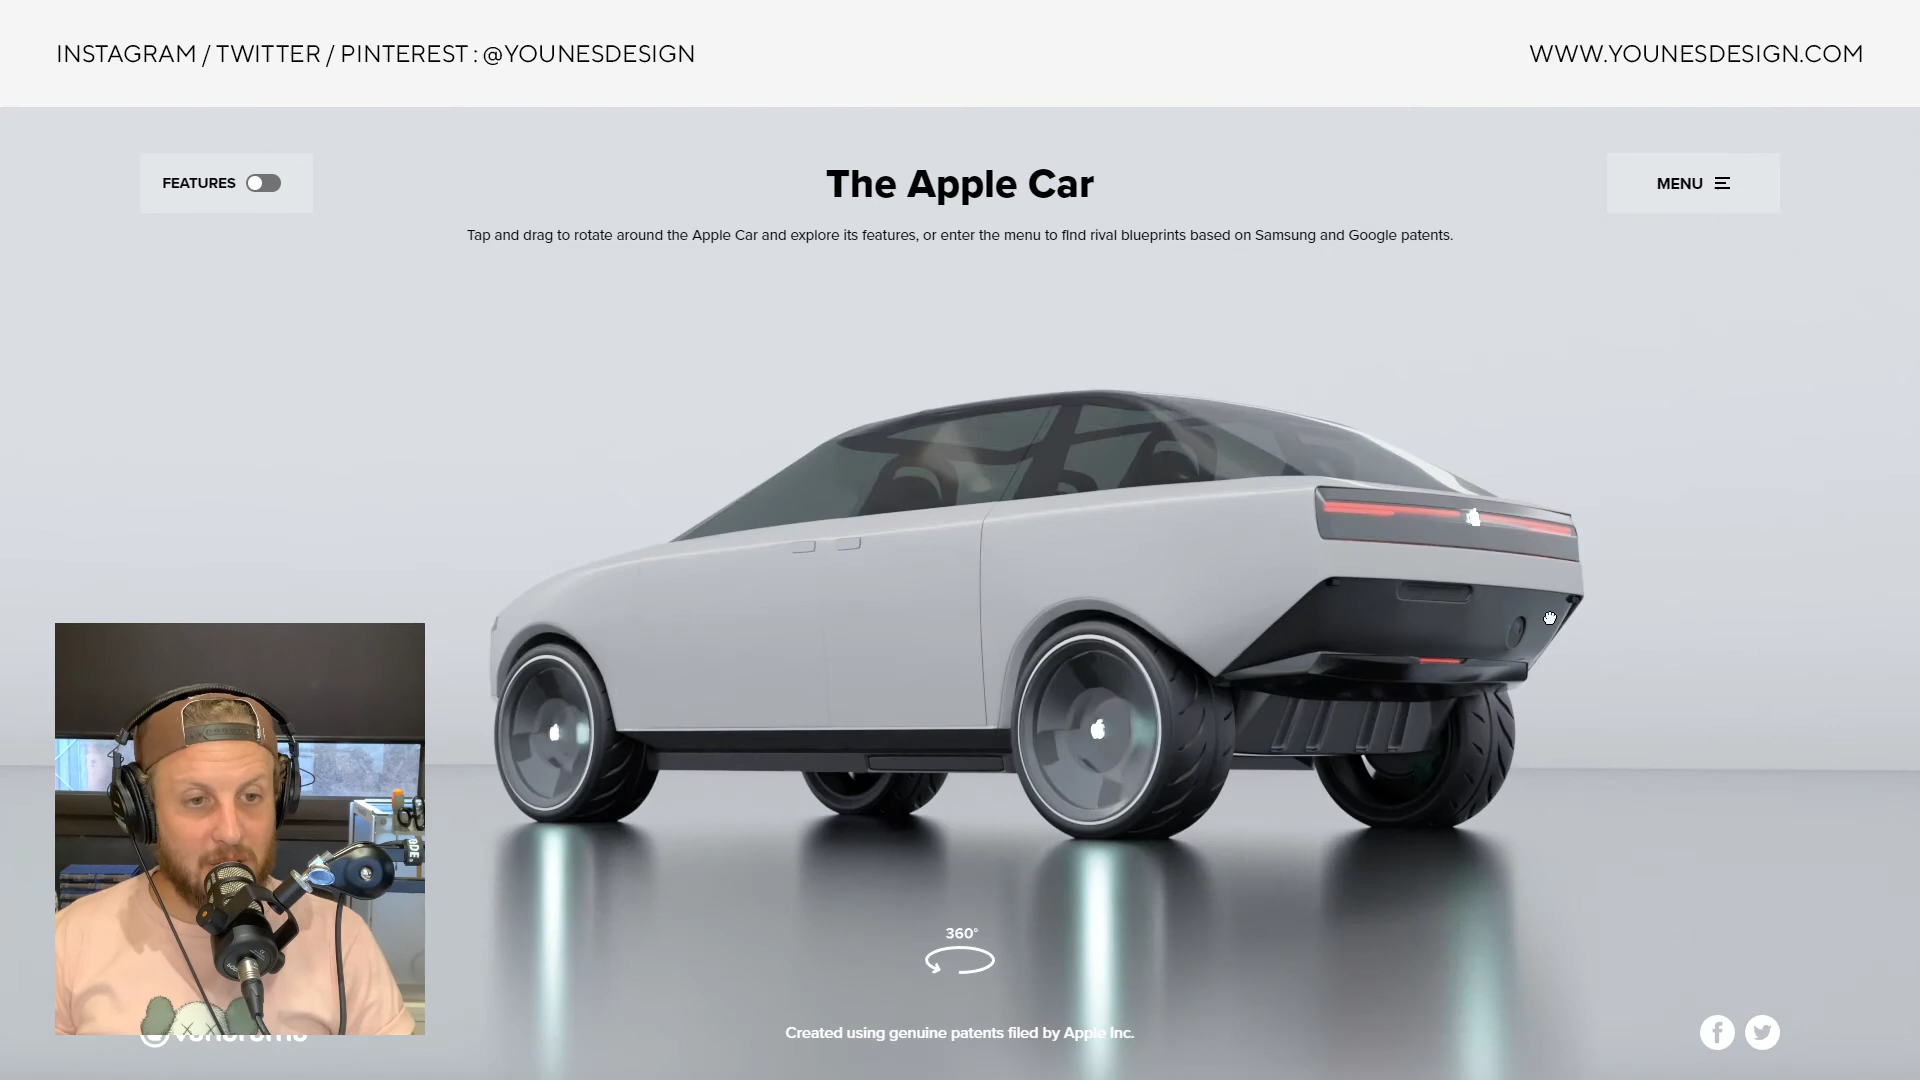 INSTAGRAM / TWITTER / PINTEREST : @YOUNESDESIGN
WWW.YOUNESDESIGN.COM
FEATURES
The Apple Car
MENU
Tap and drag to rotate around the Apple Car and explore its features, or enter the menu to find rival blueprints based on Samsung and Google patents.
360°
Created using genuine patents filed by Apple Inc.